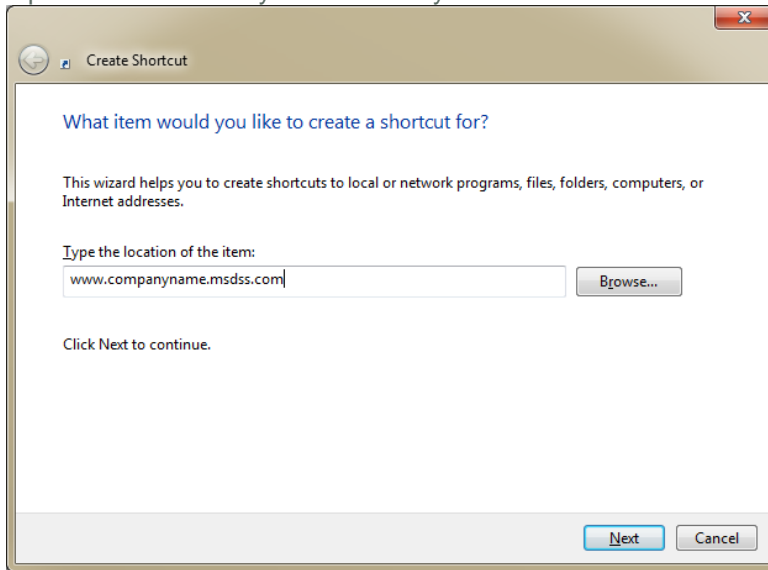 Create Shortcut
What item would you like to create a shortcut for?
This wizard helps you to create shortcuts to local or network programs, files, folders, computers, or
Internet addresses.
Type the location of the item:
www.companyname.msdss.com
Browse...
Click Next to continue.
Next Cancel